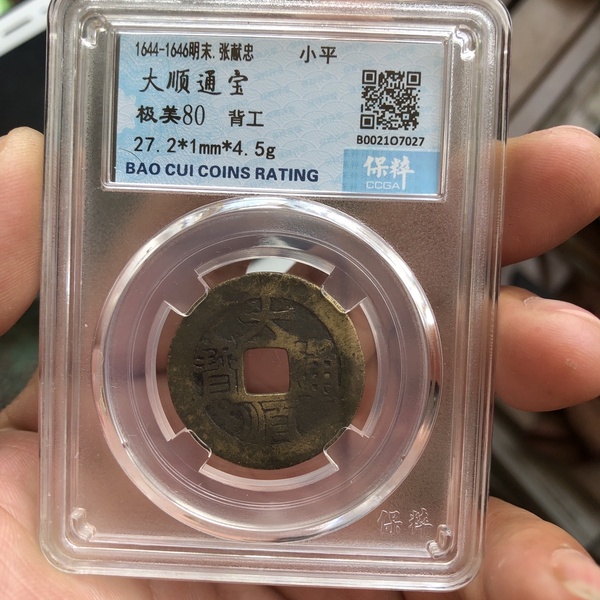 1644-1646明末.张献忠 小平
大顺通宝
极美80 背工
27.2*1mm*4.5g
B002107027
BAO CUI COINS RATING
保粹
CCGA
大
寳 通
順
保粹